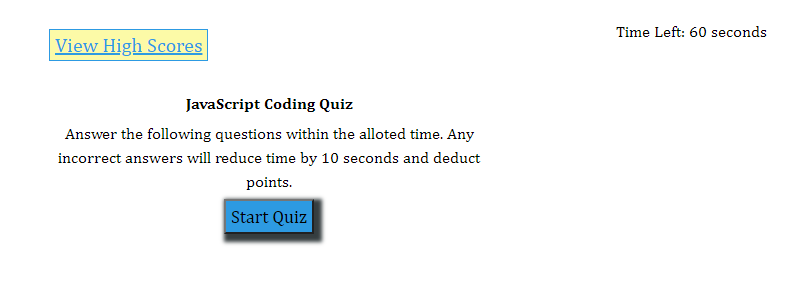 View High Scores
Time Left: 60 seconds
JavaScript Coding Quiz
Answer the following questions within the alloted time. Any
incorrect answers will reduce time by 10 seconds and deduct
points.
Start Quiz